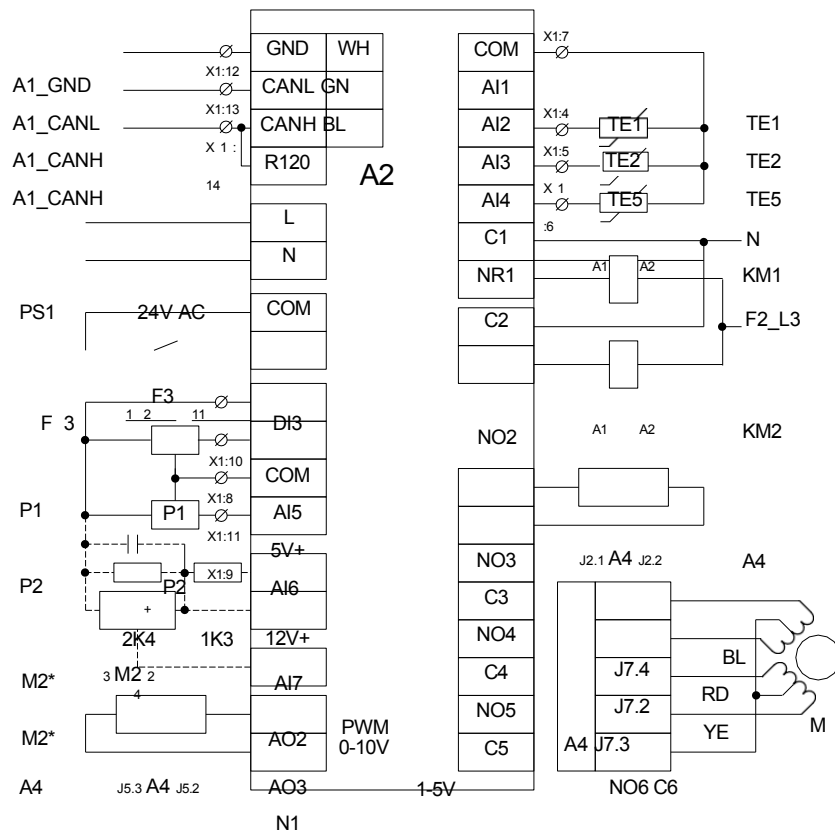 GND WH COM X1:7
X1:12
A1_GND CANL GN AI1
X1:13 X1:4
A1_CANL CANH BL AI2 TE1 TE1
X 1 : X1:5
A1_CANH R120 A2 AI3 TE2 TE2
14 X 1
A1_CANH AI4 TE5 TE5
L :6
C1 N
N A1 A2
NR1 KM1
PS1 24V AC COM F2_L3
C2
F3
1 2 11
F 3 DI3 A1 A2
NO2 KM2
X1:10
COM
X1:8
P1 P1 AI5
X1:11
5V+ NO3 J2.1 A4 J2.2 A4
X1:9
P2 P2 AI6 C3
2K4 1K3 12V+ NO4
BL
3 M2 2 C4 J7.4
M2* 4 AI7 RD
NO5 J7.2
PWM YE M
M2* AO2 0-10V C5 A4 J7.3
A4 J5.3 A4 J5.2 AO3 1-5V NO6 C6
N1
+